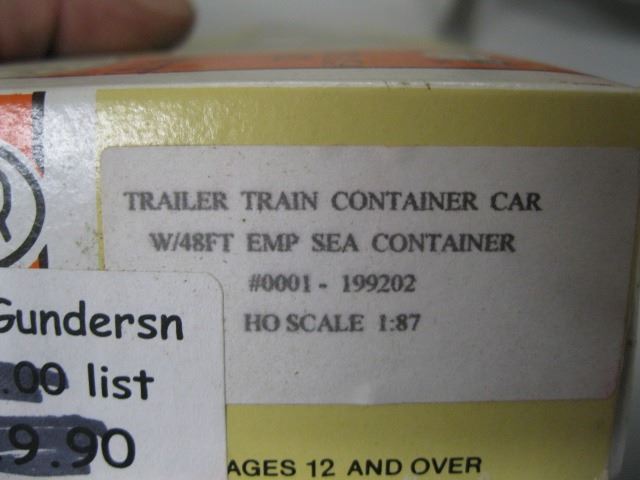 TRAILER TRAIN CONTAINER CAR
W/48FT EMP SEA CONTAINER
#0001 - 199202
HO SCALE 1:87
R
Gundersn
.00 list
9.90
AGES 12 AND OVER